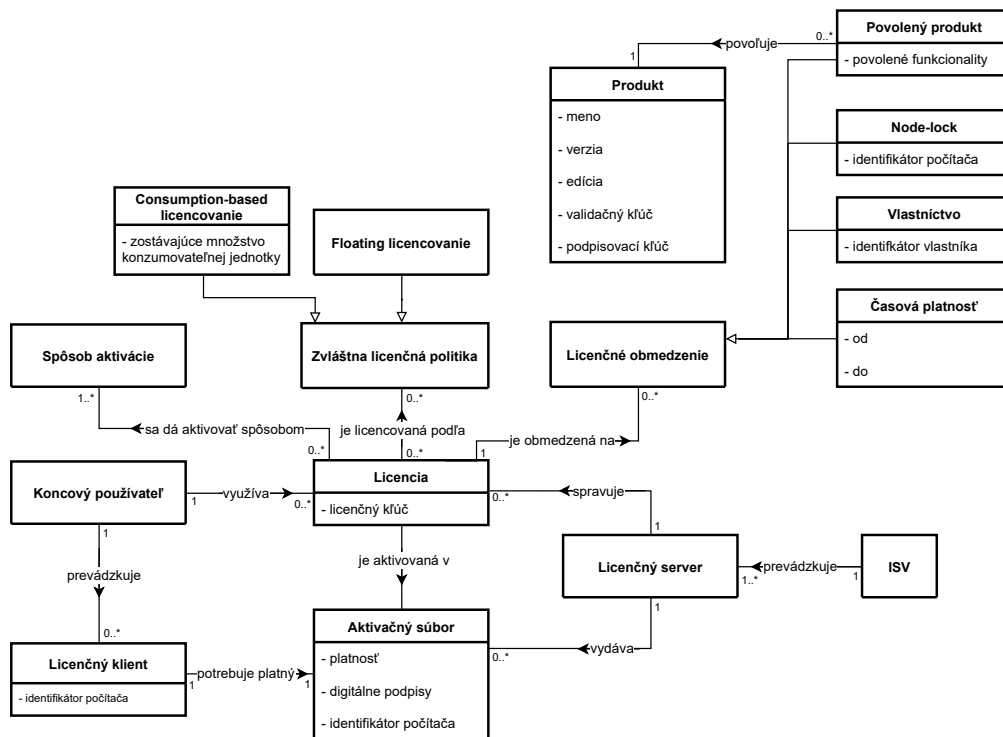 Povolený produkt
- povolené funkcionality
0..*
povoľuje
1
Produkt
- meno
- verzia
- edícia
- validačný kľúč
- podpisovací kľúč
Node-lock
- identifikátor počítača
Vlastníctvo
- identifkátor vlastníka
Časová platnosť
- od
- do
Consumption-based
licencovanie
- zostávajúce množstvo
konzumovateľnej jednotky
Floating licencovanie
Spôsob aktivácie
Zvláštna licenčná politika
Licenčné obmedzenie
1..*
0..*
0..*
sa dá aktivovať spôsobom
je licencovaná podľa
je obmedzená na
0..*
0..*
1
Koncový používateľ
1
využíva
0..*
Licencia
- licenčný kľúč
0..*
spravuje
1
1
prevádzkuje
0..*
je aktivovaná v
Licenčný server
1..*
prevádzkuje
1
ISV
1
vydáva
0..*
Licenčný klient
- identifikátor počítača
1
potrebuje platný
1
Aktivačný súbor
- platnosť
- digitálne podpisy
- identifikátor počítača